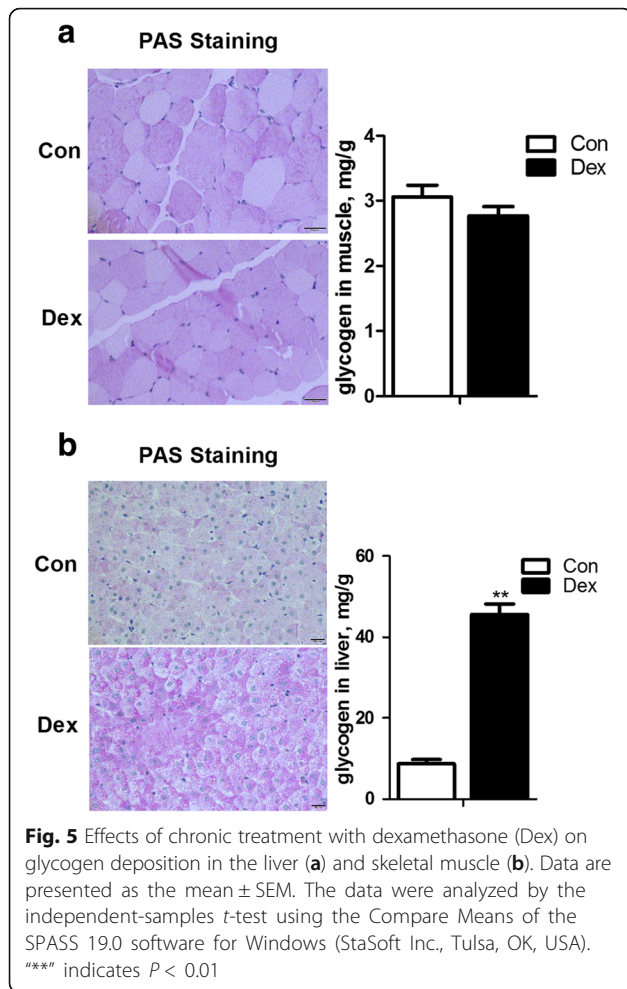 a
PAS Staining
Con
Dex
glycogen in muscle, mg/g
4
3
2
1
0
Con
Dex
b
PAS Staining
Con
Dex
glycogen in liver, mg/g
60
40
20
0
**
Con
Dex
Fig. 5 Effects of chronic treatment with dexamethasone (Dex) on
glycogen deposition in the liver (a) and skeletal muscle (b). Data are
presented as the mean ± SEM. The data were analyzed by the
independent-samples t-test using the Compare Means of the
SPASS 19.0 software for Windows (StaSoft Inc., Tulsa, OK, USA).
“**” indicates P < 0.01